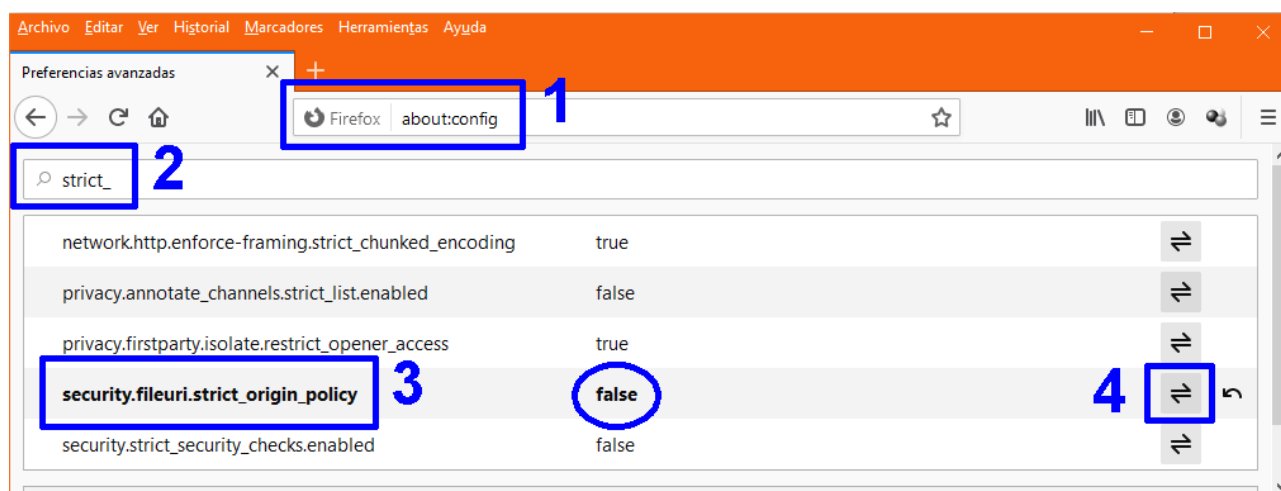 Archivo Editar Ver Historial Marcadores Herramientas Ayuda
Preferencias avanzadas
1
Firefox about:config
2
strict_
network.http.enforce-framing.strict_chunked_encoding true
privacy.annotate_channels.strict_list.enabled false
privacy.firstparty.isolate.restrict_opener_access true
security.fileuri.strict_origin_policy 3 false 4
security.strict_security_checks.enabled false